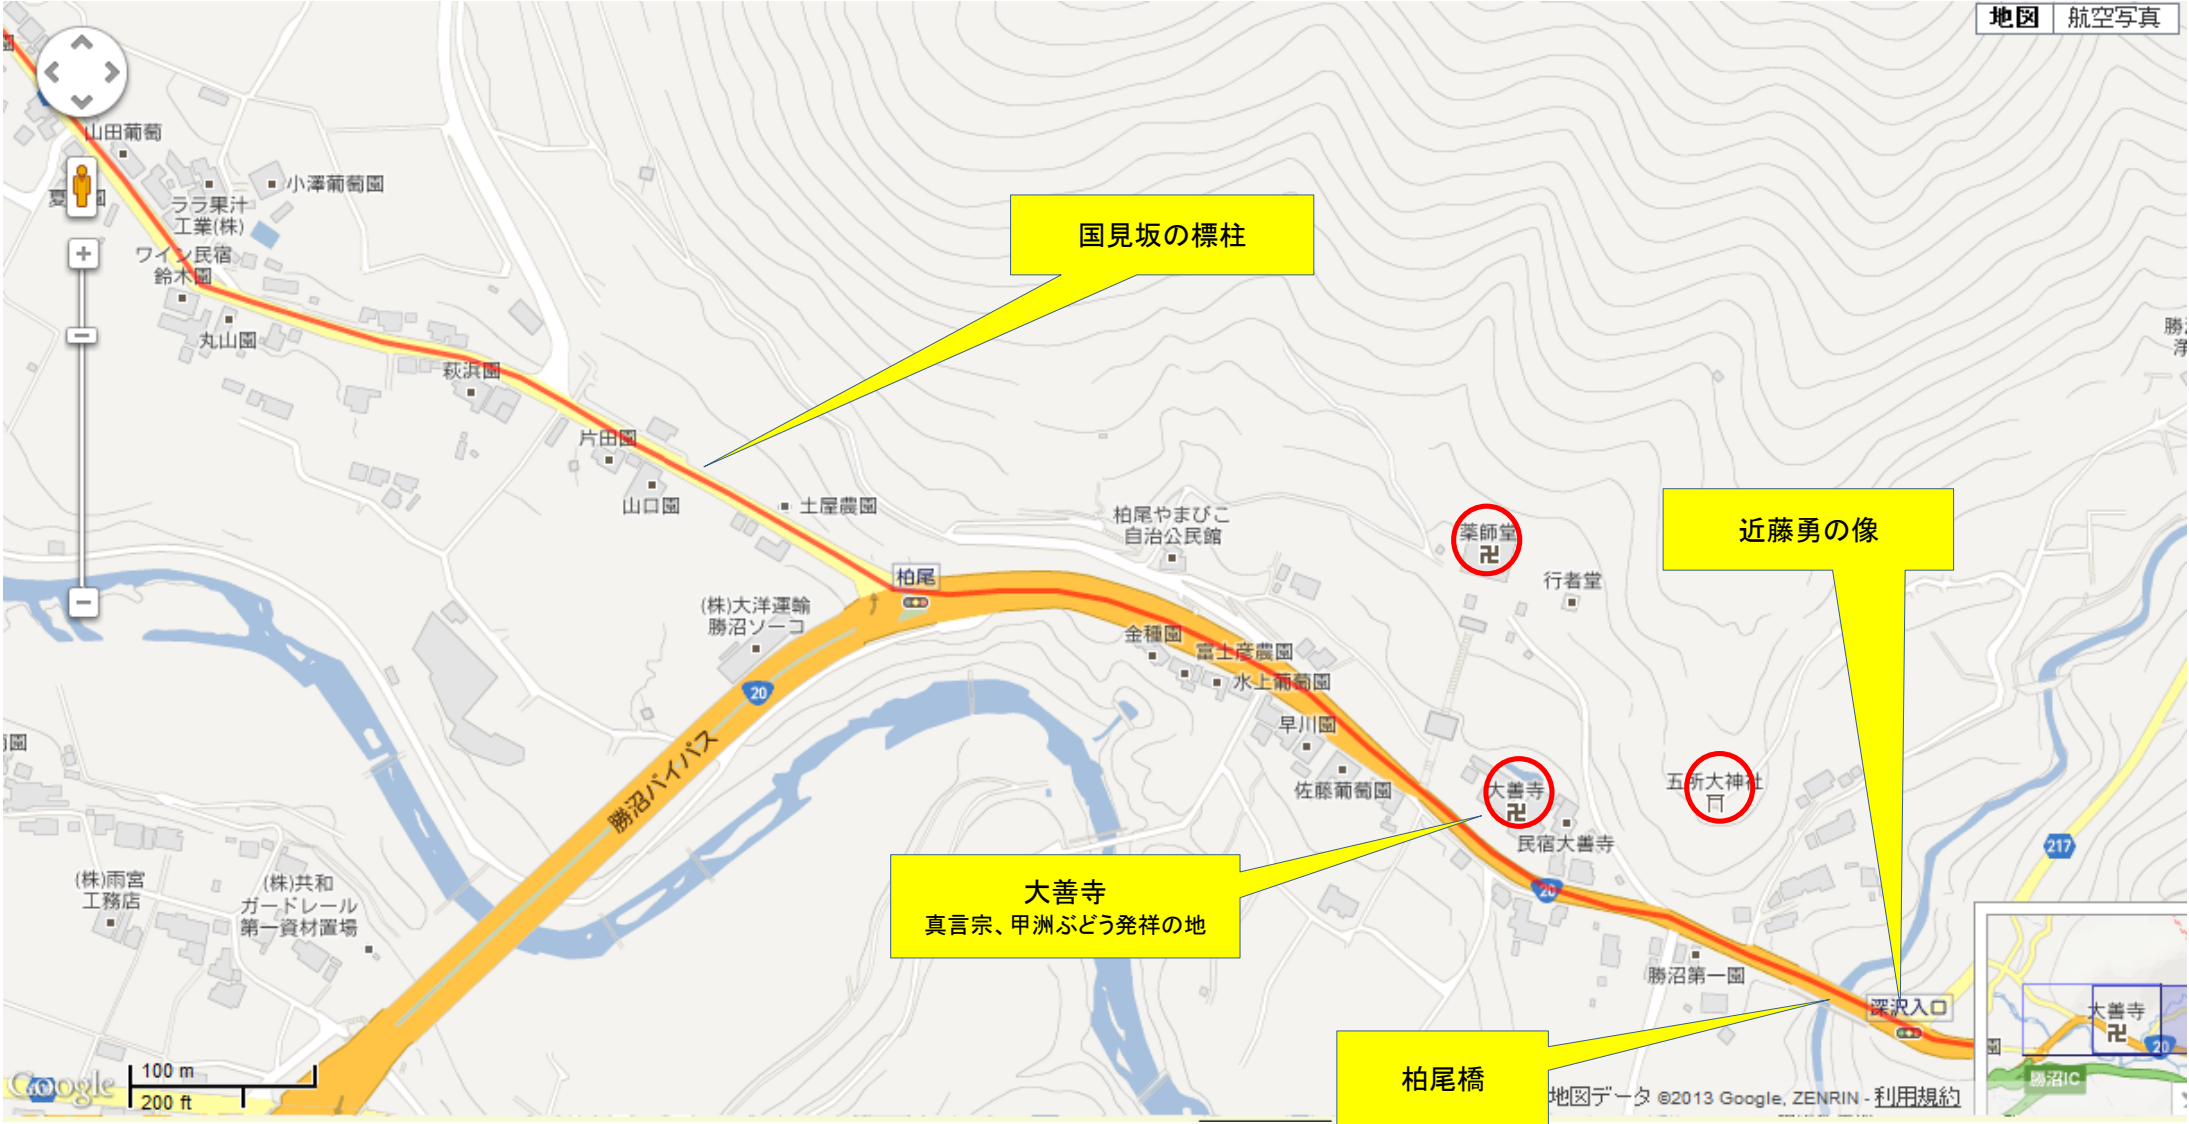 地図 航空写真
山田葡萄
小澤葡萄園
ララ果汁
工業(株)
ワイン民宿
鈴木園
丸山園
萩浜園
片田園
山口園
土屋農園
国見坂の標柱
柏尾やまびこ
自治公民館
薬師堂
行者堂
近藤勇の像
柏尾
(株)大洋運輸
勝沼ソーコ
金種園
富士彦農園
水上葡萄園
20
早川園
佐藤葡萄園
勝沼バイパス
大善寺
民宿大善寺
五所大神社
217
大善寺
真言宗、甲洲ぶどう発祥の地
20
(株)雨宮
工務店
(株)共和
ガードレール
第一資材置場
勝沼第一園
深沢入口
柏尾橋
大善寺
20
勝沼IC
100 m
200 ft
Google
地図データ ©2013 Google, ZENRIN - 利用規約